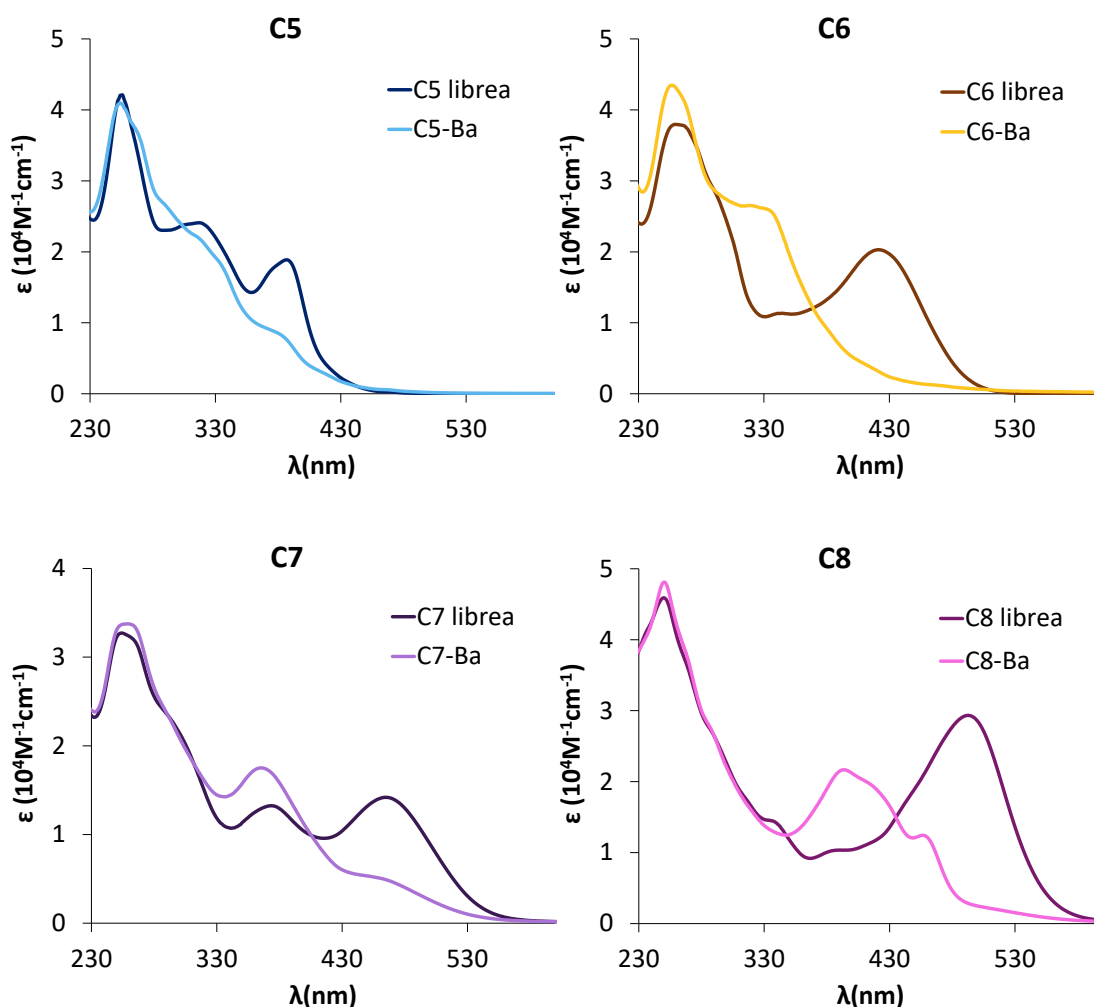 C5
5
4
3
2
1
0
ε (10⁴M⁻¹cm⁻¹)
C5 librea
C5-Ba
230 330 430 530
λ(nm)
C6
5
4
3
2
1
0
ε (10⁴M⁻¹cm⁻¹)
C6 librea
C6-Ba
230 330 430 530
λ(nm)
C7
4
3
2
1
0
ε (10⁴M⁻¹cm⁻¹)
C7 librea
C7-Ba
230 330 430 530
λ(nm)
C8
5
4
3
2
1
0
ε (10⁴M⁻¹cm⁻¹)
C8 librea
C8-Ba
230 330 430 530
λ(nm)